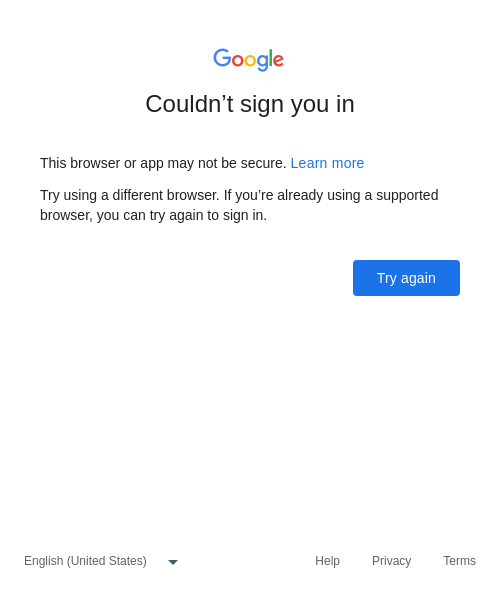 Google
Couldn’t sign you in
This browser or app may not be secure. Learn more
Try using a different browser. If you’re already using a supported
browser, you can try again to sign in.
Try again
English (United States) Help Privacy Terms